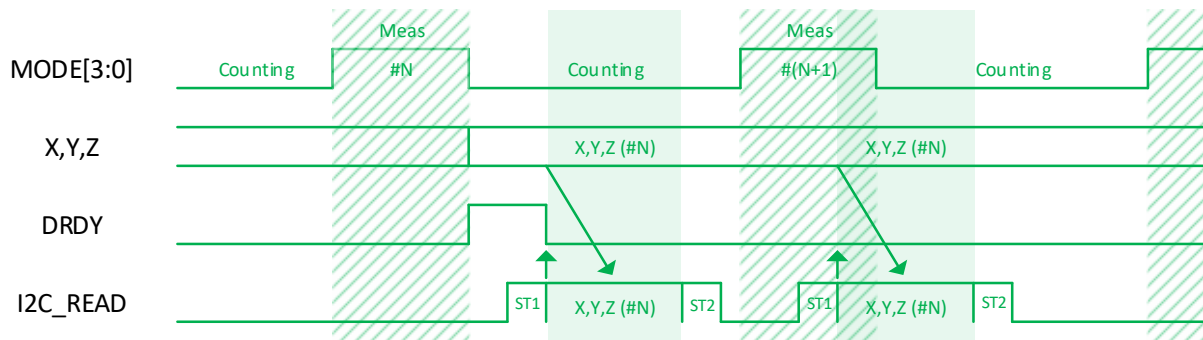 Meas
Meas
MODE[3:0]
Counting
#N
Counting
#(N+1)
Counting
X,Y,Z
X,Y,Z (#N)
X,Y,Z (#N)
DRDY
I2C_READ
ST1
X,Y,Z (#N)
ST2
ST1
X,Y,Z (#N)
ST2